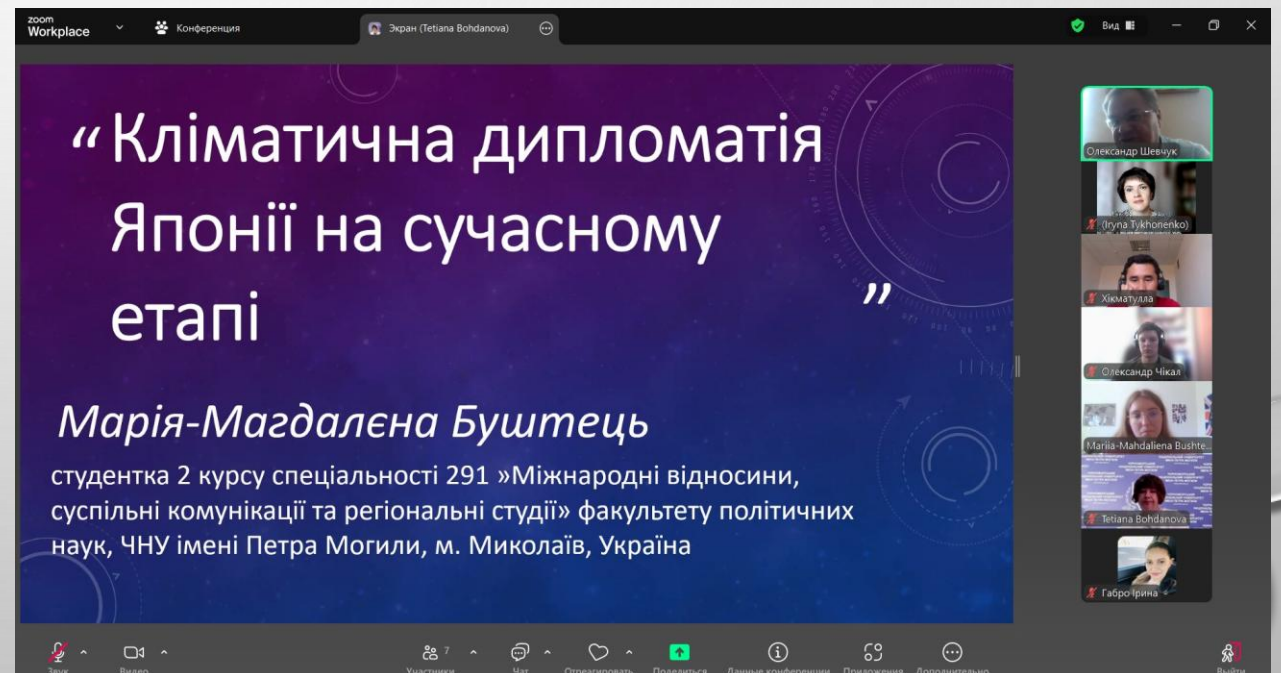 zoom
Workplace
Конференция
Экран (Tetiana Bohdanova)
Вид
“ Кліматична дипломатія
Японії на сучасному
етапі ”
Марія-Магдалєна Буштець
студентка 2 курсу спеціальності 291 »Міжнародні відносини,
суспільні комунікації та регіональні студії» факультету політичних
наук, ЧНУ імені Петра Могили, м. Миколаїв, Україна
Олександр Шевчук
(Iryna Tykhonenko)
Хікматулла
Олександр Чікал
Mariia-Mahdaliena Bushte...
Tetiana Bohdanova
Габро Ірина
7
Звук
Видео
Участники
Чат
Отреагировать
Поделиться
Данные конференции
Приложения
Дополнительно
Выйти